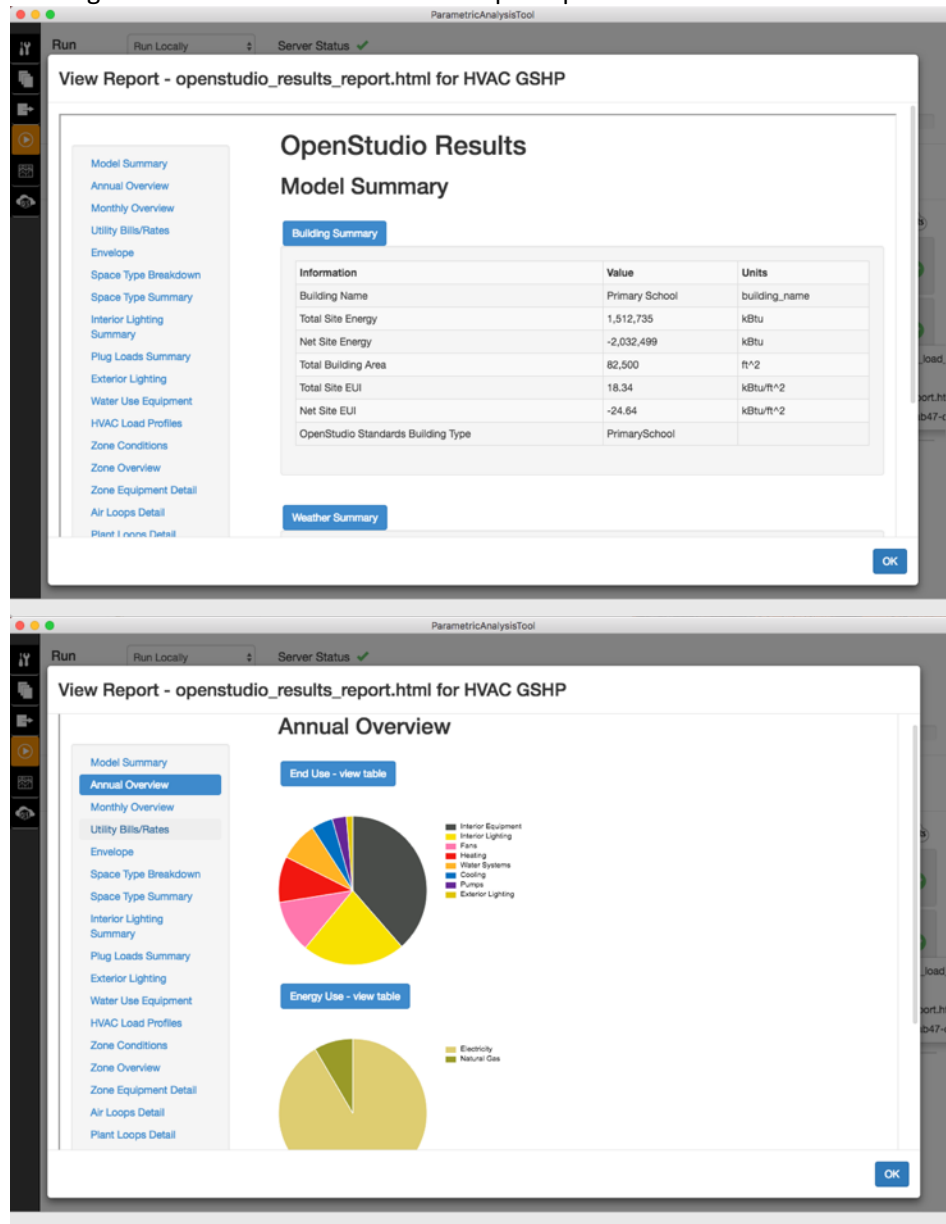 ParametricAnalysisTool
Run Run Locally Server Status
View Report - openstudio_results_report.html for HVAC GSHP
OpenStudio Results
Model Summary
Model Summary
Annual Overview
Monthly Overview
Utility Bills/Rates
Envelope
Space Type Breakdown
Space Type Summary
Interior Lighting
Summary
Plug Loads Summary
Exterior Lighting
Water Use Equipment
HVAC Load Profiles
Zone Conditions
Zone Overview
Zone Equipment Detail
Air Loops Detail
Plant Loops Detail
Building Summary
Information Value Units
Building Name Primary School building_name
Total Site Energy 1,512,735 kBtu
Net Site Energy -2,032,499 kBtu
Total Building Area 82,500 ft^2
Total Site EUI 18.34 kBtu/ft^2
Net Site EUI -24.64 kBtu/ft^2
OpenStudio Standards Building Type PrimarySchool
Weather Summary
_load_
port.ht
OK
ParametricAnalysisTool
Run Run Locally Server Status
View Report - openstudio_results_report.html for HVAC GSHP
Annual Overview
Model Summary
Annual Overview
Monthly Overview
Utility Bills/Rates
Envelope
Space Type Breakdown
Space Type Summary
Interior Lighting
Summary
Plug Loads Summary
Exterior Lighting
Water Use Equipment
HVAC Load Profiles
Zone Conditions
Zone Overview
Zone Equipment Detail
Air Loops Detail
Plant Loops Detail
End Use - view table
Interior Equipment
Interior Lighting
Fans
Heating
Water Systems
Cooling
Pumps
Exterior Lighting
Energy Use - view table
Electricity
Natural Gas
_load_
OK